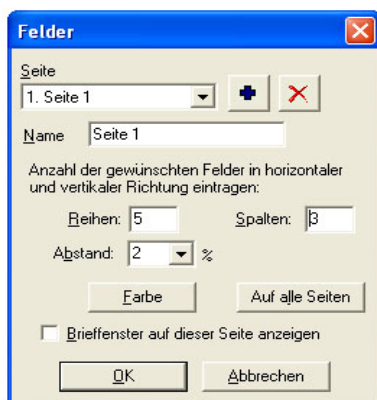 Felder
Seite
1. Seite 1
Name Seite 1
Anzahl der gewünschten Felder in horizontaler
und vertikaler Richtung eintragen:
Reihen: 5 Spalten: 3
Abstand: 2 %
Farbe Auf alle Seiten
Brieffenster auf dieser Seite anzeigen
OK Abbrechen